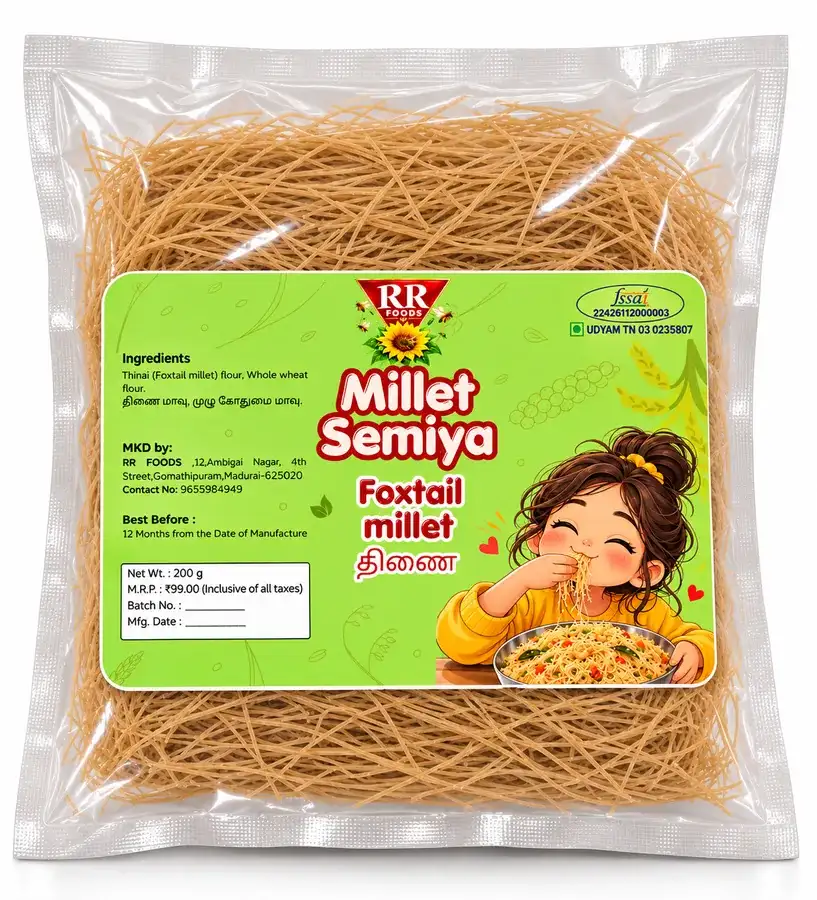 RR
FOODS
fssai
22426112000003
UDYAM TN 03 0235807
Millet
Semiya
Foxtail
millet
திணை
Ingredients
Thinai (Foxtail millet) flour, Whole wheat
flour.
திணை மாவு, முழு கோதுமை மாவு.
MKD by:
RR FOODS ,12,Ambigai Nagar, 4th
Street,Gomathipuram,Madurai-625020
Contact No: 9655984949
Best Before :
12 Months from the Date of Manufacture
Net Wt. : 200 g
M.R.P. : ₹99.00 (Inclusive of all taxes)
Batch No. : ________
Mfg. Date : ________